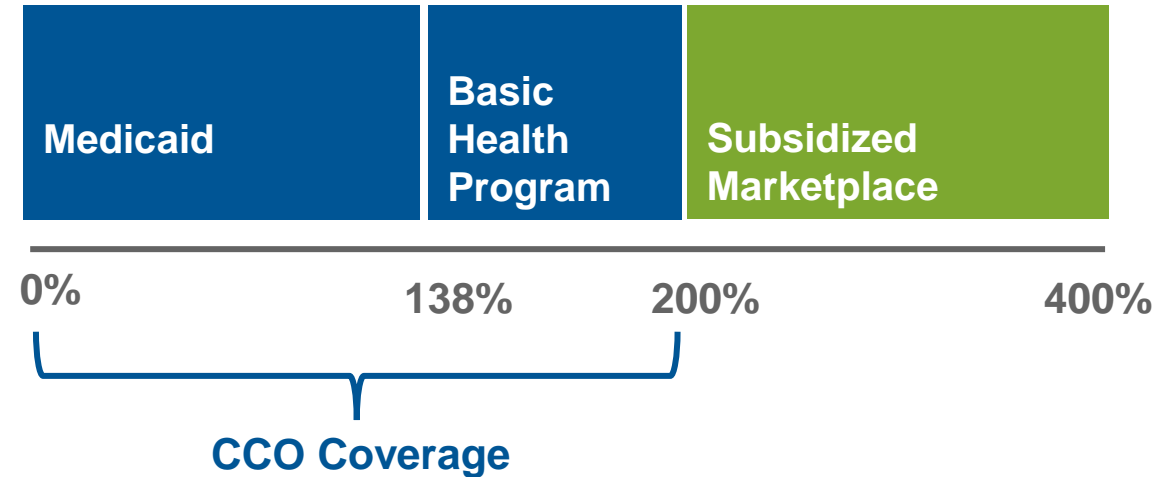 Medicaid
Basic
Health
Program
Subsidized
Marketplace
0%
138%
200%
400%
CCO Coverage